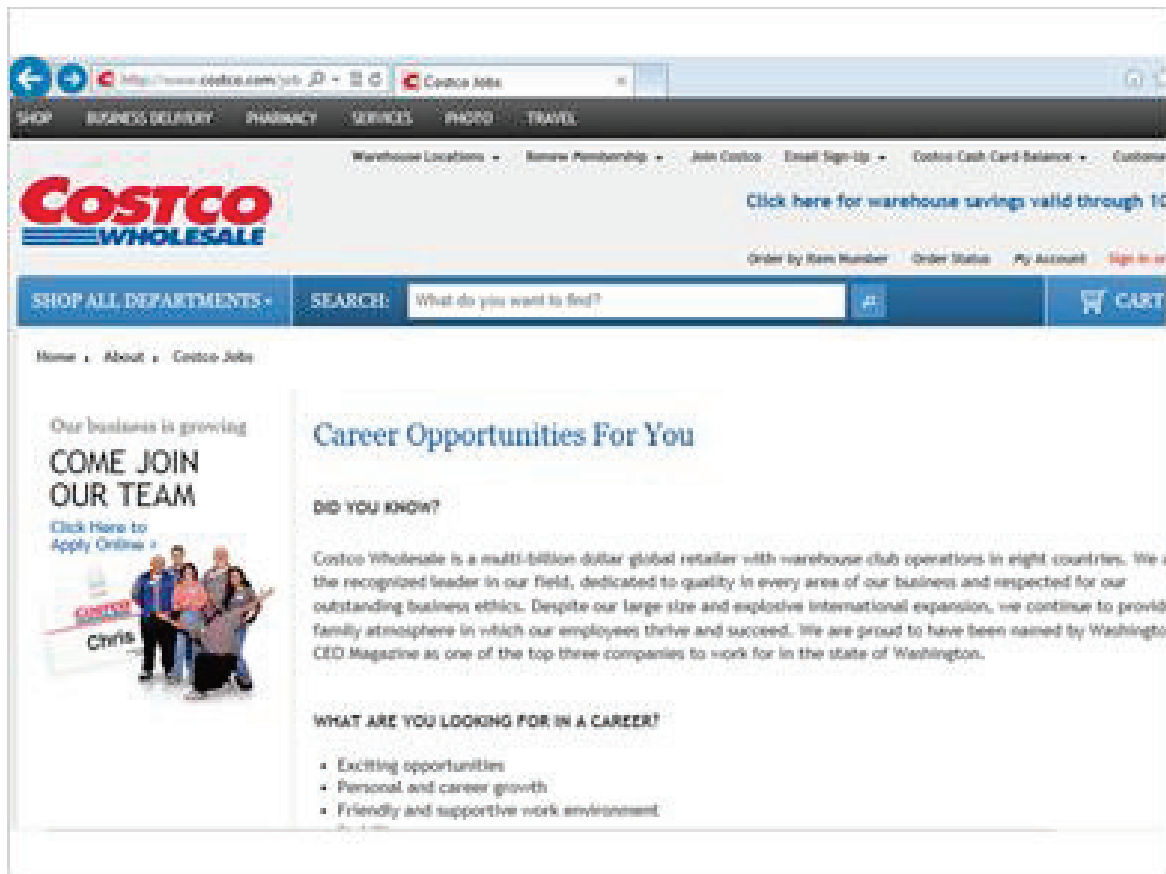 costco.com/job
Costco Jobs
SHOP BUSINESS DELIVERY PHARMACY SERVICES PHOTO TRAVEL
Warehouse Locations Renew Membership Join Costco Email Sign-Up Costco Cash Card Balance Custome
COSTCO
WHOLESALE
Click here for warehouse savings valid through 10
Order by Item Number Order Status My Account Sign In or
SHOP ALL DEPARTMENTS SEARCH: What do you want to find? CART
Home About Costco Jobs
Our business is growing
COME JOIN
OUR TEAM
Click Here to
Apply Online
COSTCO
Chris
Career Opportunities For You
DID YOU KNOW?
Costco Wholesale is a multi-billion dollar global retailer with warehouse club operations in eight countries. We a
the recognized leader in our field, dedicated to quality in every area of our business and respected for our
outstanding business ethics. Despite our large size and explosive international expansion, we continue to provid
family atmosphere in which our employees thrive and succeed. We are proud to have been named by Washingto
CEO Magazine as one of the top three companies to work for in the state of Washington.
WHAT ARE YOU LOOKING FOR IN A CAREER?
• Exciting opportunities
• Personal and career growth
• Friendly and supportive work environment